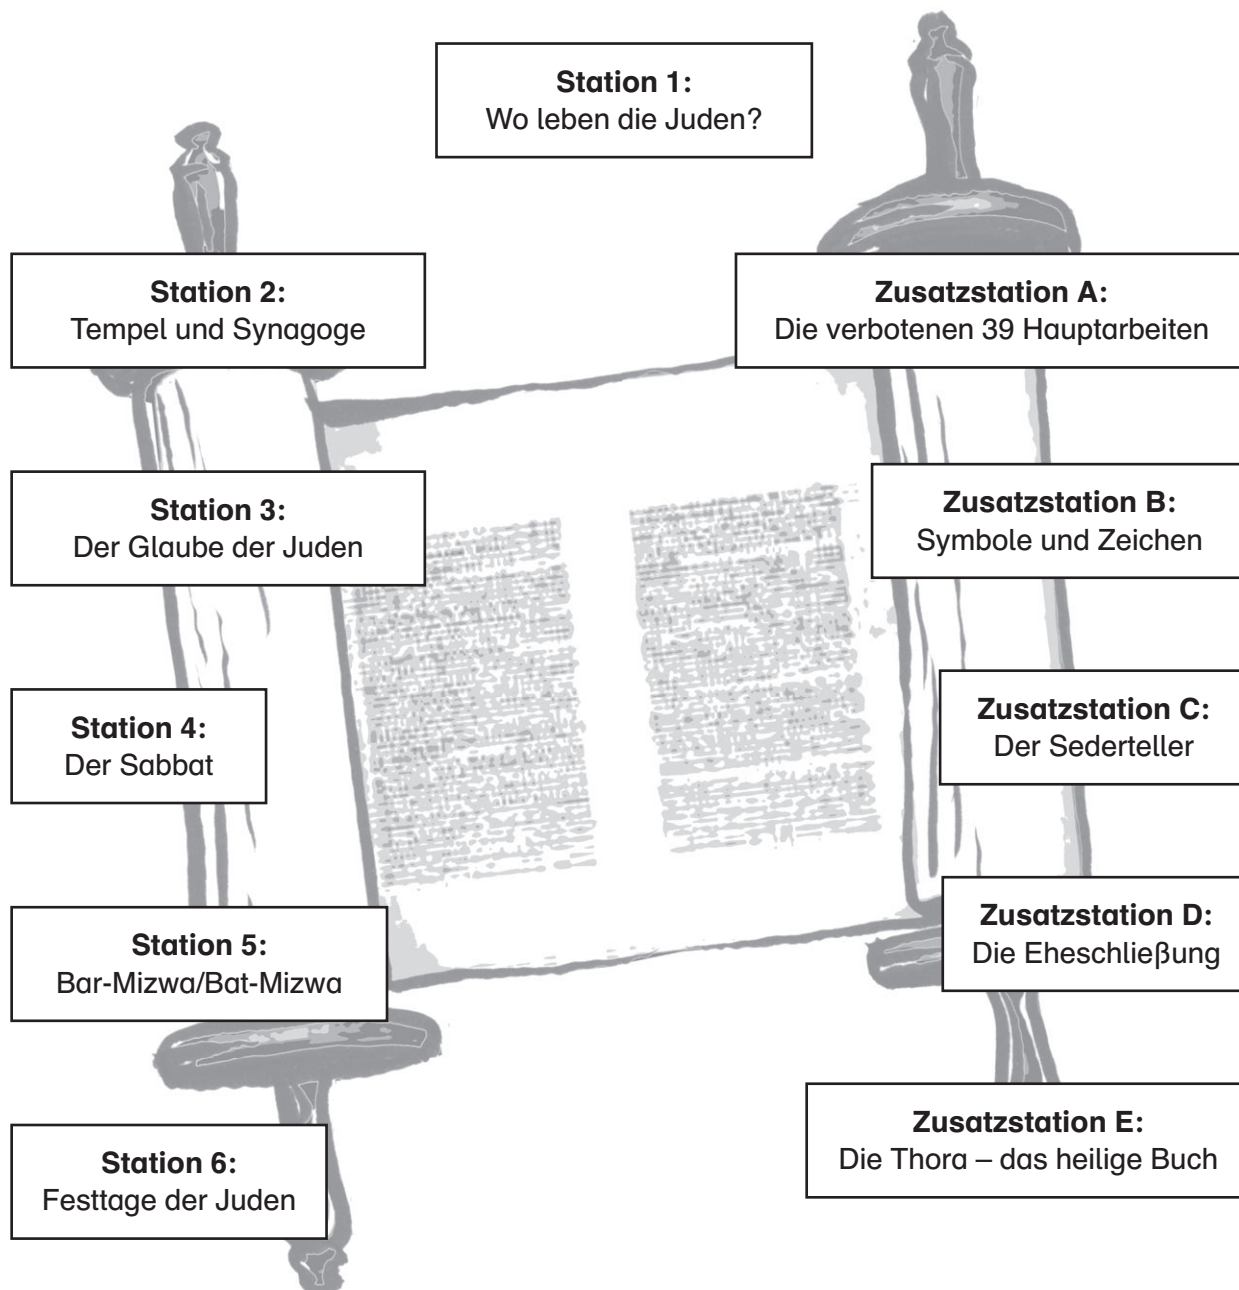 Station 1:
Wo leben die Juden?
Station 2:
Tempel und Synagoge
Station 3:
Der Glaube der Juden
Station 4:
Der Sabbat
Station 5:
Bar-Mizwa/Bat-Mizwa
Station 6:
Festtage der Juden
Zusatzstation A:
Die verbotenen 39 Hauptarbeiten
Zusatzstation B:
Symbole und Zeichen
Zusatzstation C:
Der Sederteller
Zusatzstation D:
Die Eheschließung
Zusatzstation E:
Die Thora – das heilige Buch